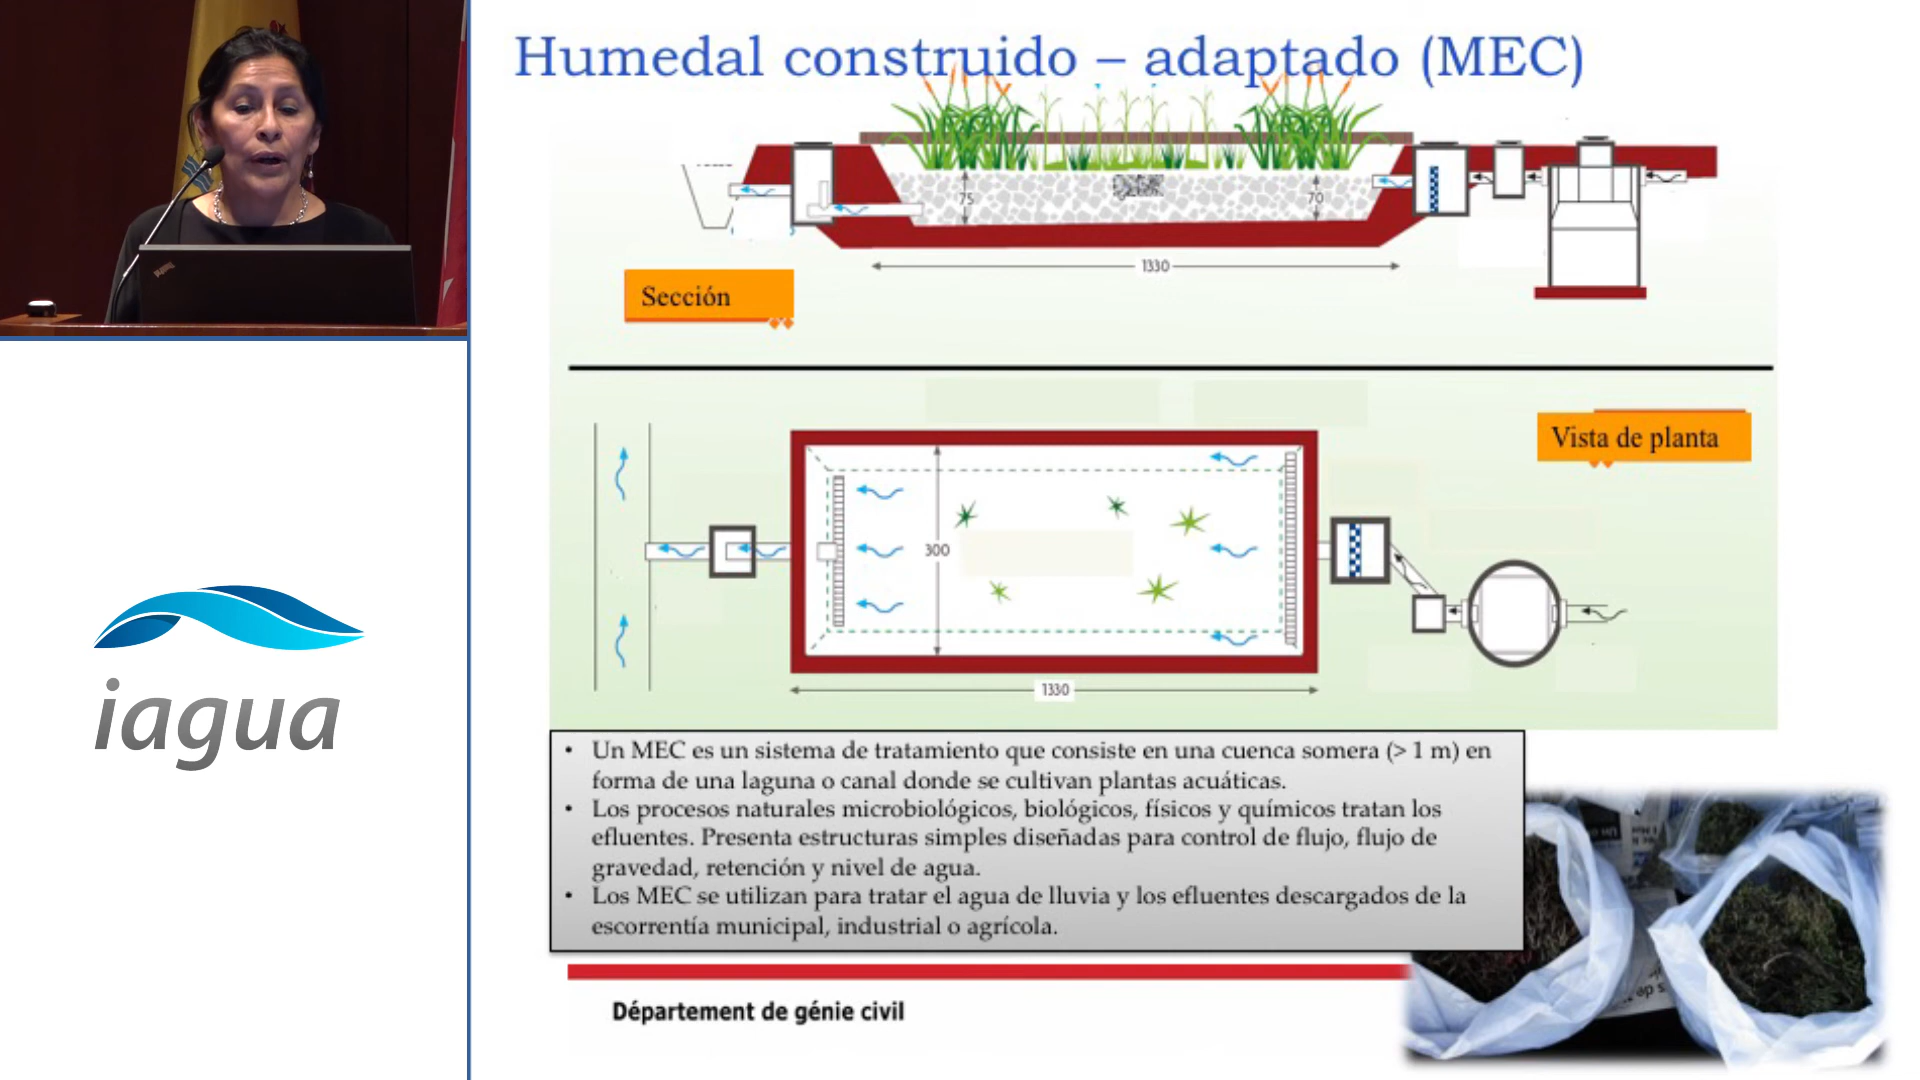 Humedal construido – adaptado (MEC)
75
70
1330
Sección
Vista de planta
300
1330
• Un MEC es un sistema de tratamiento que consiste en una cuenca somera (> 1 m) en
forma de una laguna o canal donde se cultivan plantas acuáticas.
• Los procesos naturales microbiológicos, biológicos, físicos y químicos tratan los
efluentes. Presenta estructuras simples diseñadas para control de flujo, flujo de
gravedad, retención y nivel de agua.
• Los MEC se utilizan para tratar el agua de lluvia y los efluentes descargados de la
escorrentía municipal, industrial o agrícola.
Département de génie civil
iagua